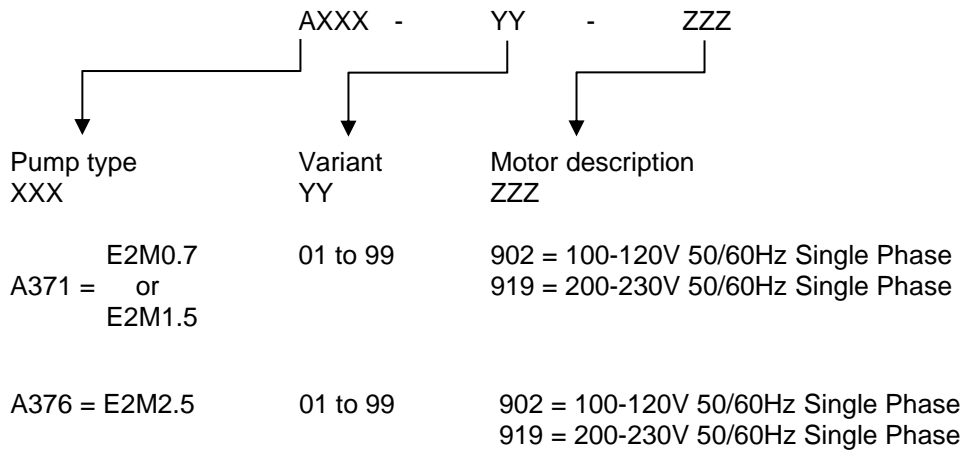 AXXX - YY - ZZZ
Pump type Variant Motor description
XXX YY ZZZ
E2M0.7 01 to 99 902 = 100-120V 50/60Hz Single Phase
A371 = or 919 = 200-230V 50/60Hz Single Phase
E2M1.5
A376 = E2M2.5 01 to 99 902 = 100-120V 50/60Hz Single Phase
919 = 200-230V 50/60Hz Single Phase